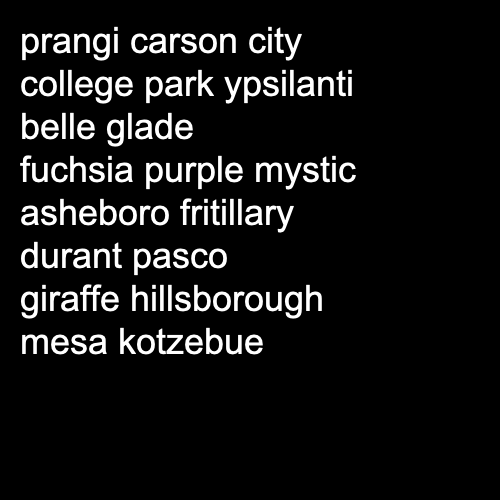 prangi carson city
college park ypsilanti
belle glade
fuchsia purple mystic
asheboro fritillary
durant pasco
giraffe hillsborough
mesa kotzebue